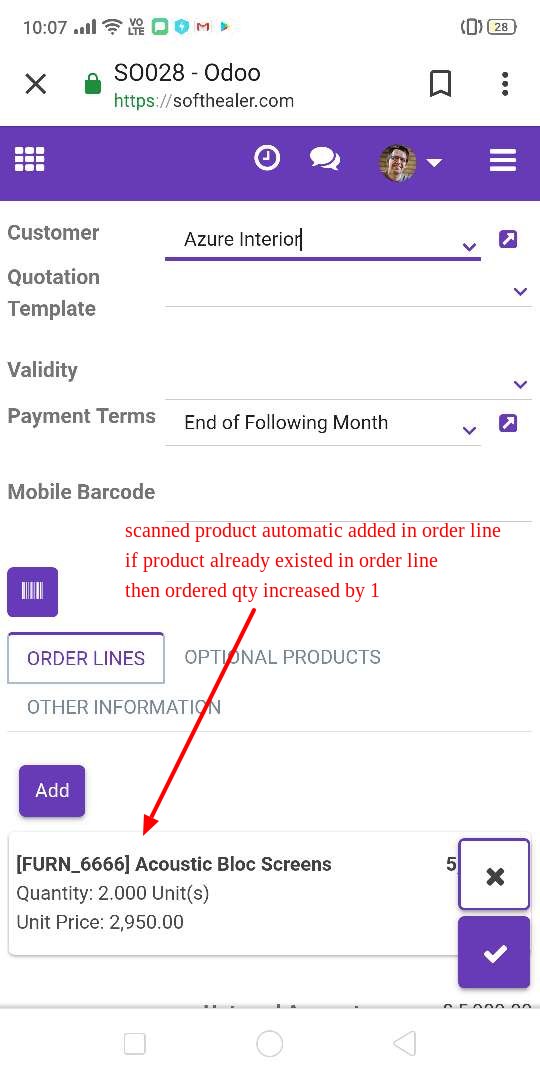 10:07 VO LTE 28
SO028 - Odoo
https://softhealer.com
Customer Azure Interior
Quotation
Template
Validity
Payment Terms End of Following Month
Mobile Barcode
scanned product automatic added in order line
if product already existed in order line
then ordered qty increased by 1
ORDER LINES OPTIONAL PRODUCTS
OTHER INFORMATION
Add
[FURN_6666] Acoustic Bloc Screens 5
Quantity: 2.000 Unit(s)
Unit Price: 2,950.00